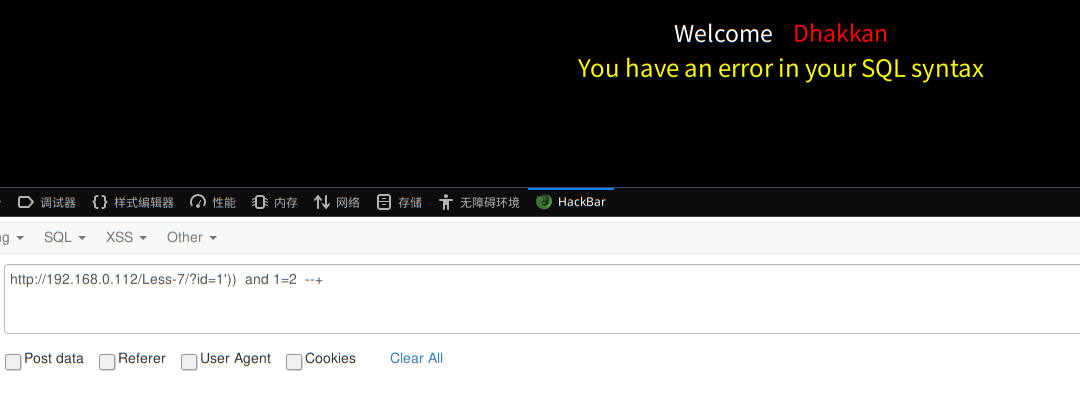 Welcome Dhakkan
You have an error in your SQL syntax
调试器 样式编辑器 性能 内存 网络 存储 无障碍环境 HackBar
SQL XSS Other
http://192.168.0.112/Less-7/?id=1')) and 1=2 --+
Post data Referer User Agent Cookies Clear All